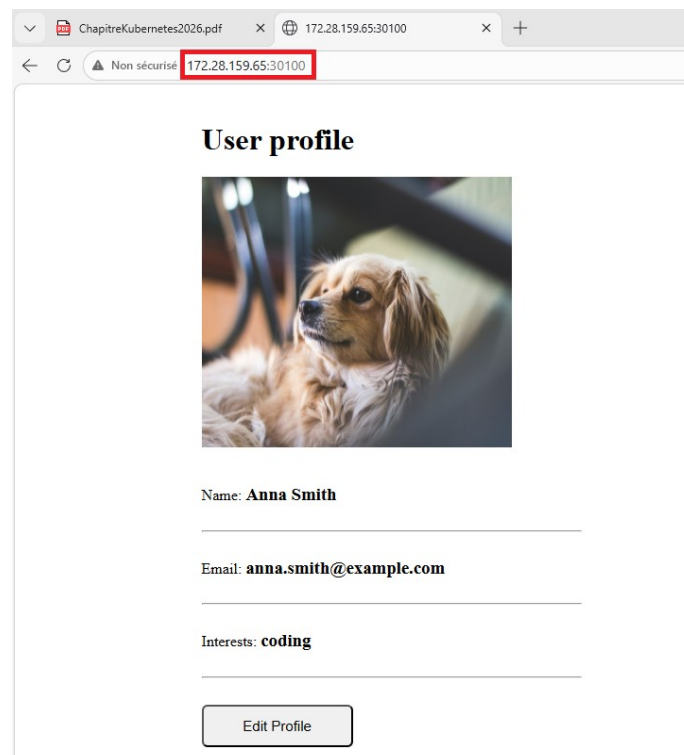 ChapitreKubernetes2026.pdf
172.28.159.65:30100
Non sécurisé 172.28.159.65:30100
User profile
Name: Anna Smith
Email: anna.smith@example.com
Interests: coding
Edit Profile